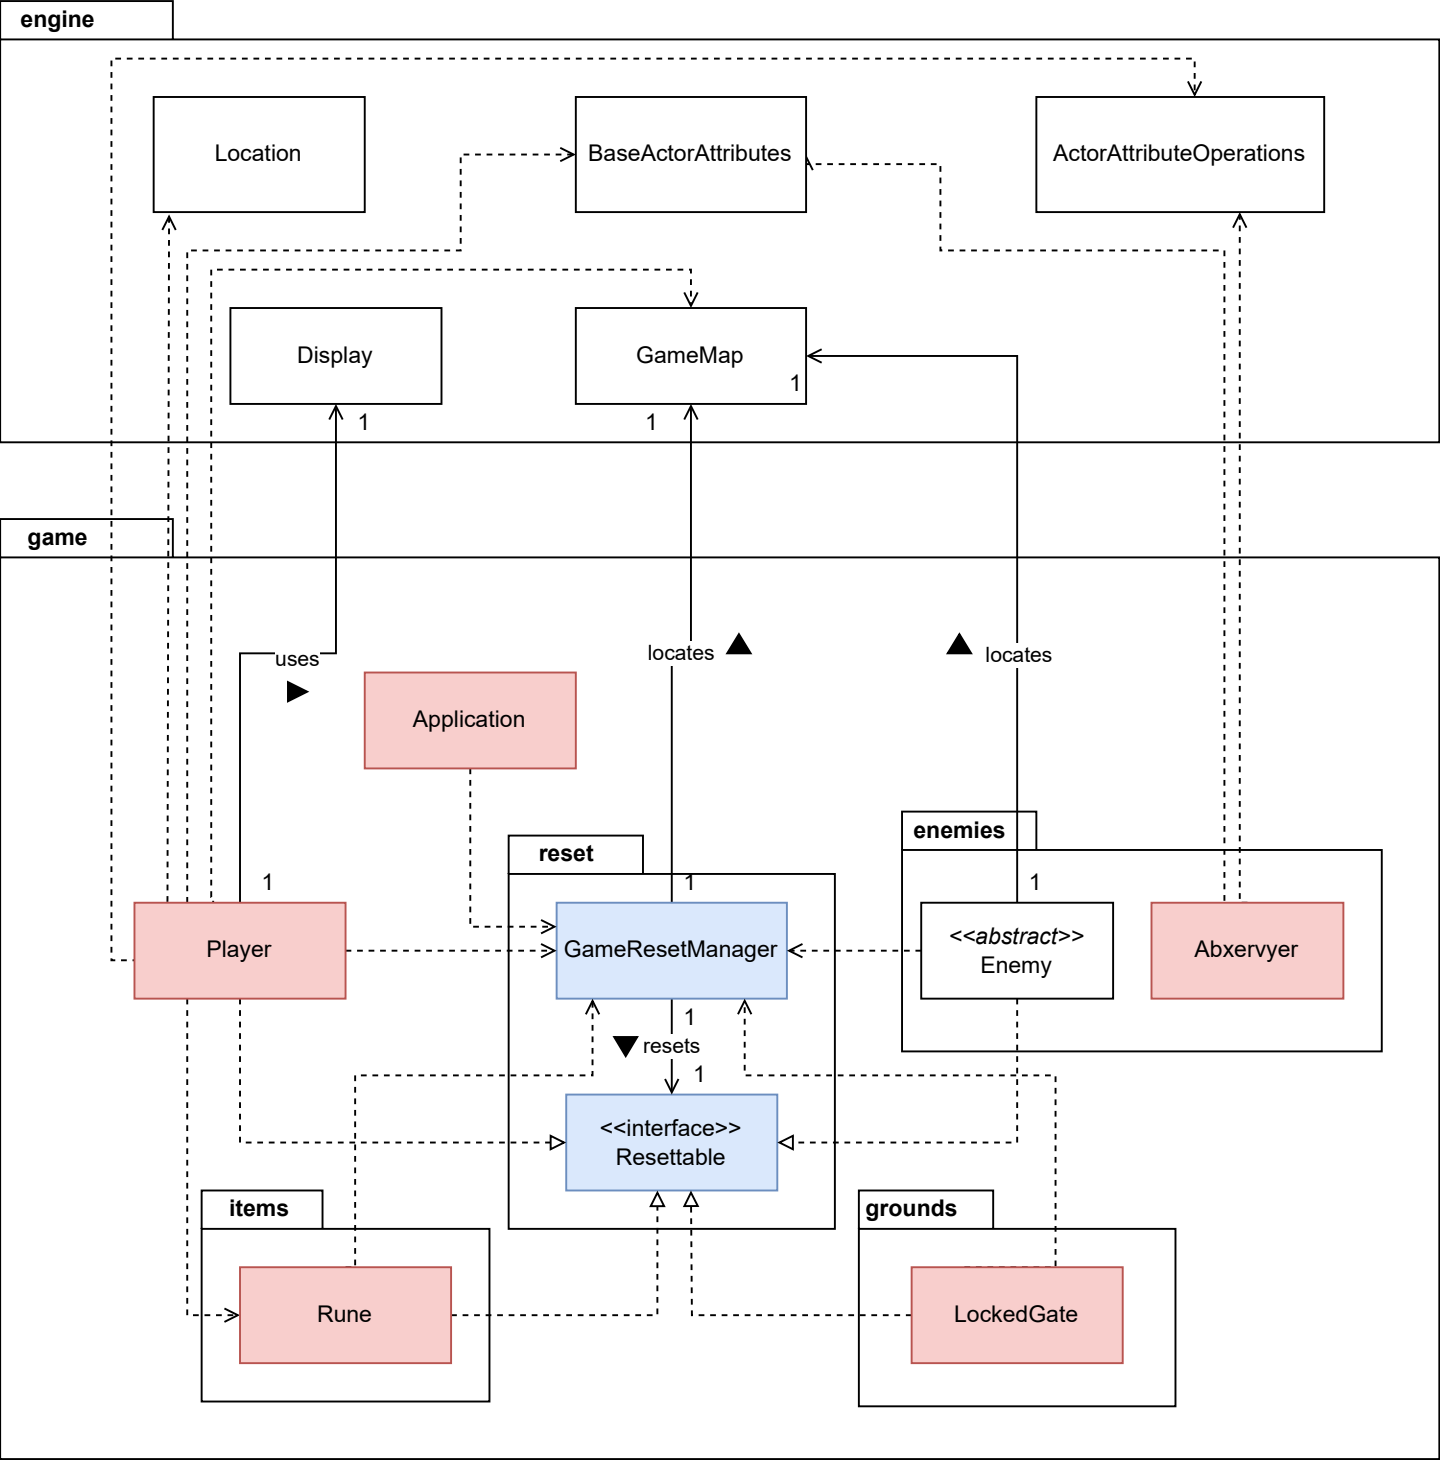 engine
Location
BaseActorAttributes
ActorAttributeOperations
Display
GameMap
1
1
1
game
uses
locates
locates
Application
enemies
reset
1
1
1
Player
GameResetManager
<<abstract>>
Enemy
Abxervyer
1
resets
1
<<interface>>
Resettable
items
grounds
Rune
LockedGate